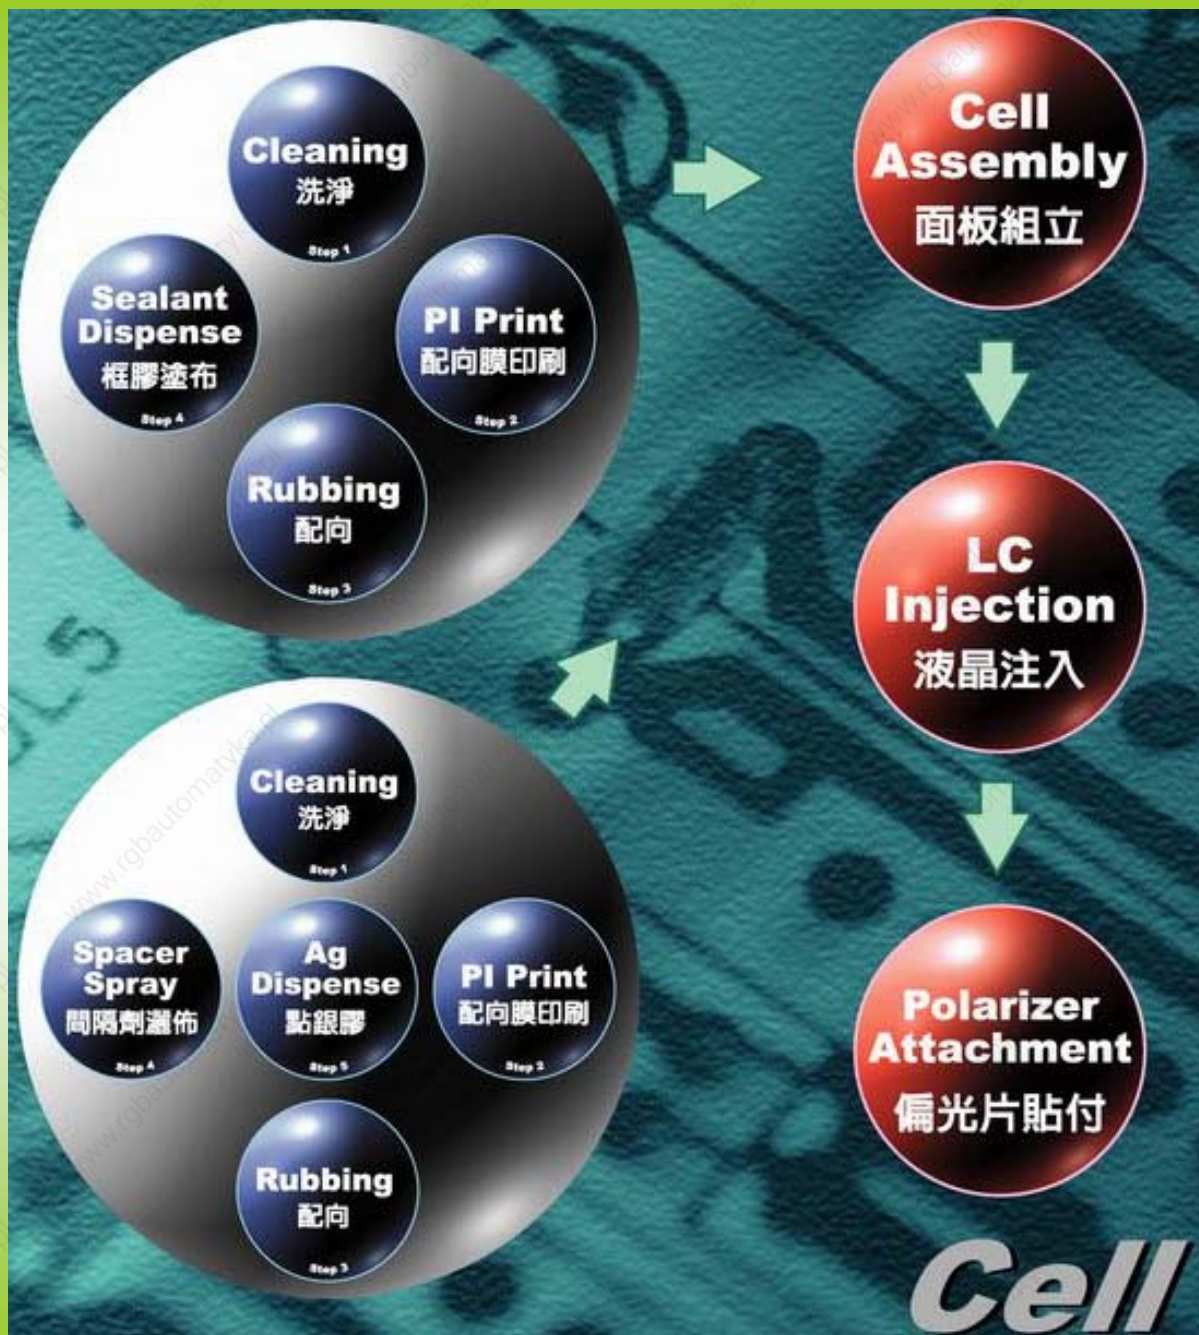 Cleaning
洗淨
Step 1
PI Print
配向膜印刷
Step 2
Rubbing
配向
Step 3
Sealant
Dispense
框膠塗布
Step 4
Cleaning
洗淨
Step 1
PI Print
配向膜印刷
Step 2
Rubbing
配向
Step 3
Spacer
Spray
間隔劑灑佈
Step 4
Ag
Dispense
點銀膠
Step 5
Cell
Assembly
面板組立
LC
Injection
液晶注入
Polarizer
Attachment
偏光片貼付
Cell
OL5
www.rgbautomatyka.pl